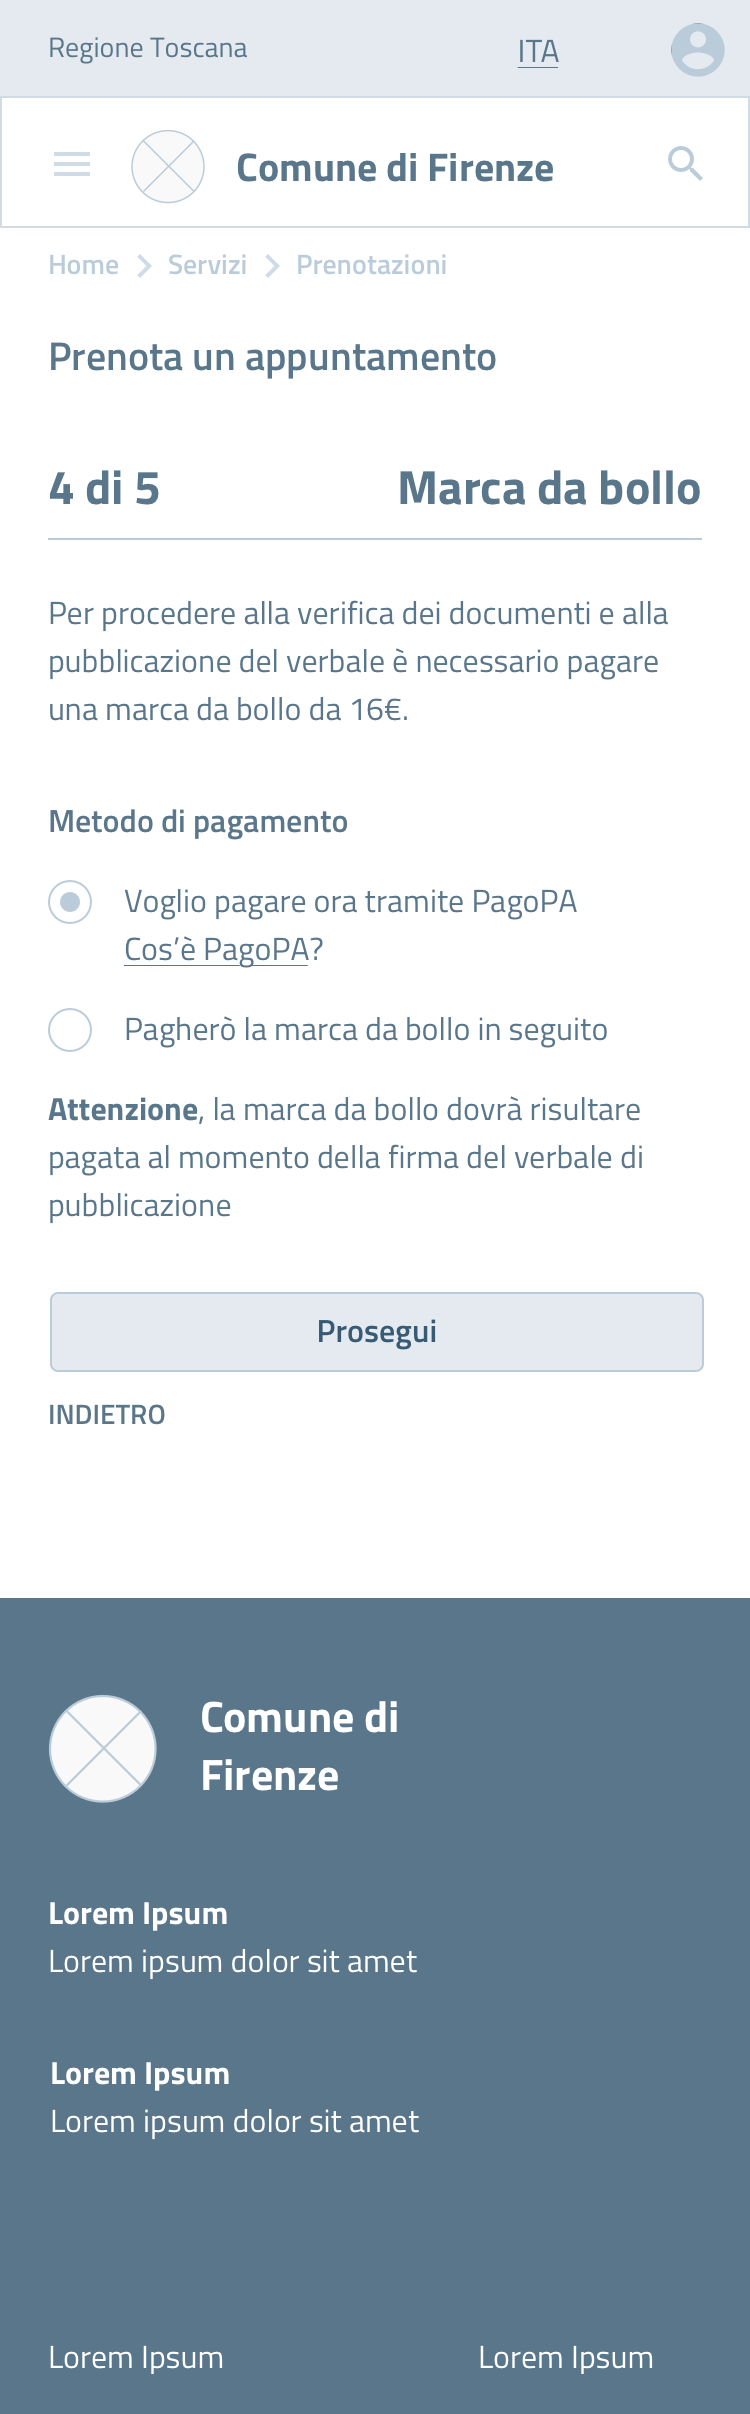 Regione Toscana ITA
Comune di Firenze
Home Servizi Prenotazioni
Prenota un appuntamento
4 di 5 Marca da bollo
Per procedere alla verifica dei documenti e alla
pubblicazione del verbale è necessario pagare
una marca da bollo da 16€.
Metodo di pagamento
Voglio pagare ora tramite PagoPA
Cos’è PagoPA?
Pagherò la marca da bollo in seguito
Attenzione, la marca da bollo dovrà risultare
pagata al momento della firma del verbale di
pubblicazione
Prosegui
INDIETRO
Comune di
Firenze
Lorem Ipsum
Lorem ipsum dolor sit amet
Lorem Ipsum
Lorem ipsum dolor sit amet
Lorem Ipsum Lorem Ipsum